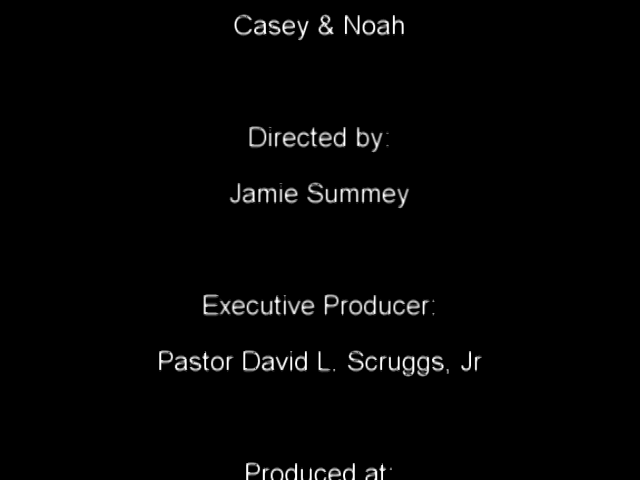 Casey & Noah
Directed by:
Jamie Summey
Executive Producer:
Pastor David L. Scruggs, Jr
Produced at: